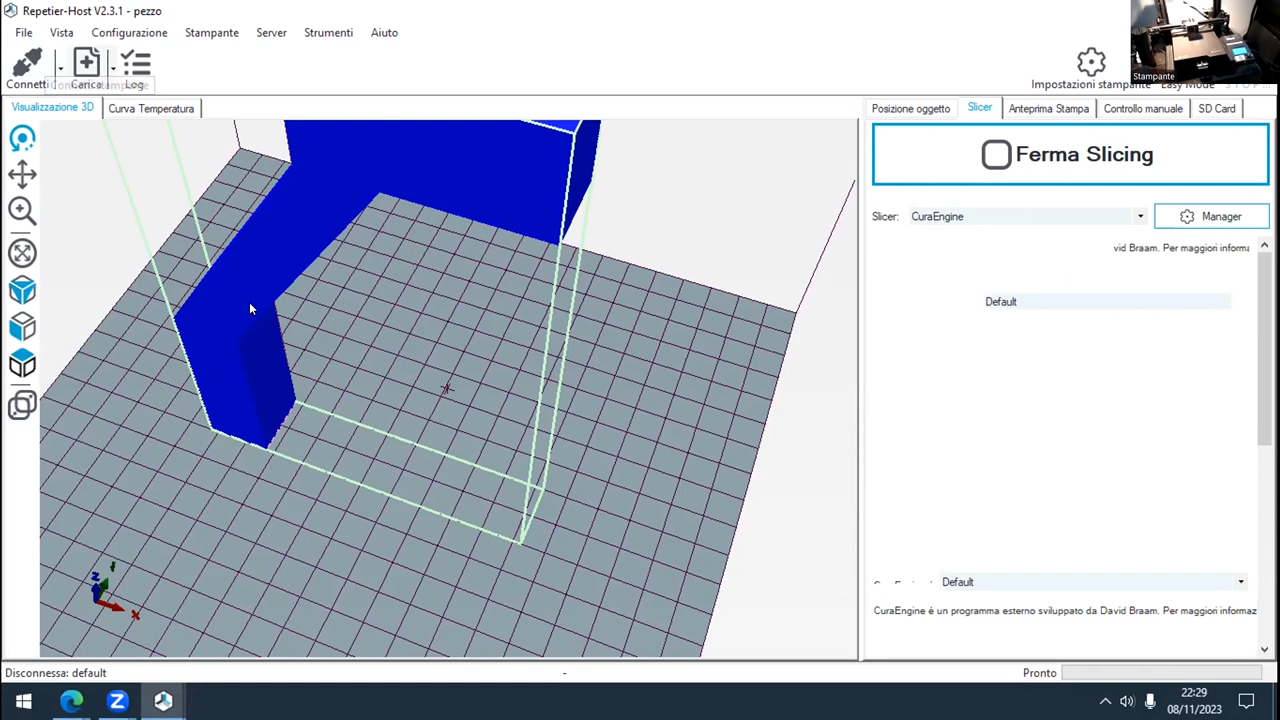 Repetier-Host V2.3.1 - pezzo
File Vista Configurazione Stampante Server Strumenti Aiuto
Stampante
Connetti Carica Log
Impostazioni stampante Easy Mode
Visualizzazione 3D Curva Temperatura
Posizione oggetto Slicer Anteprima Stampa Controllo manuale SD Card
Ferma Slicing
Slicer: CuraEngine Manager
vid Braam. Per maggiori informa
Default
Default
CuraEngine è un programma esterno sviluppato da David Braam. Per maggiori informaz
Z
X
Disconnessa: default - Pronto
22:29
08/11/2023